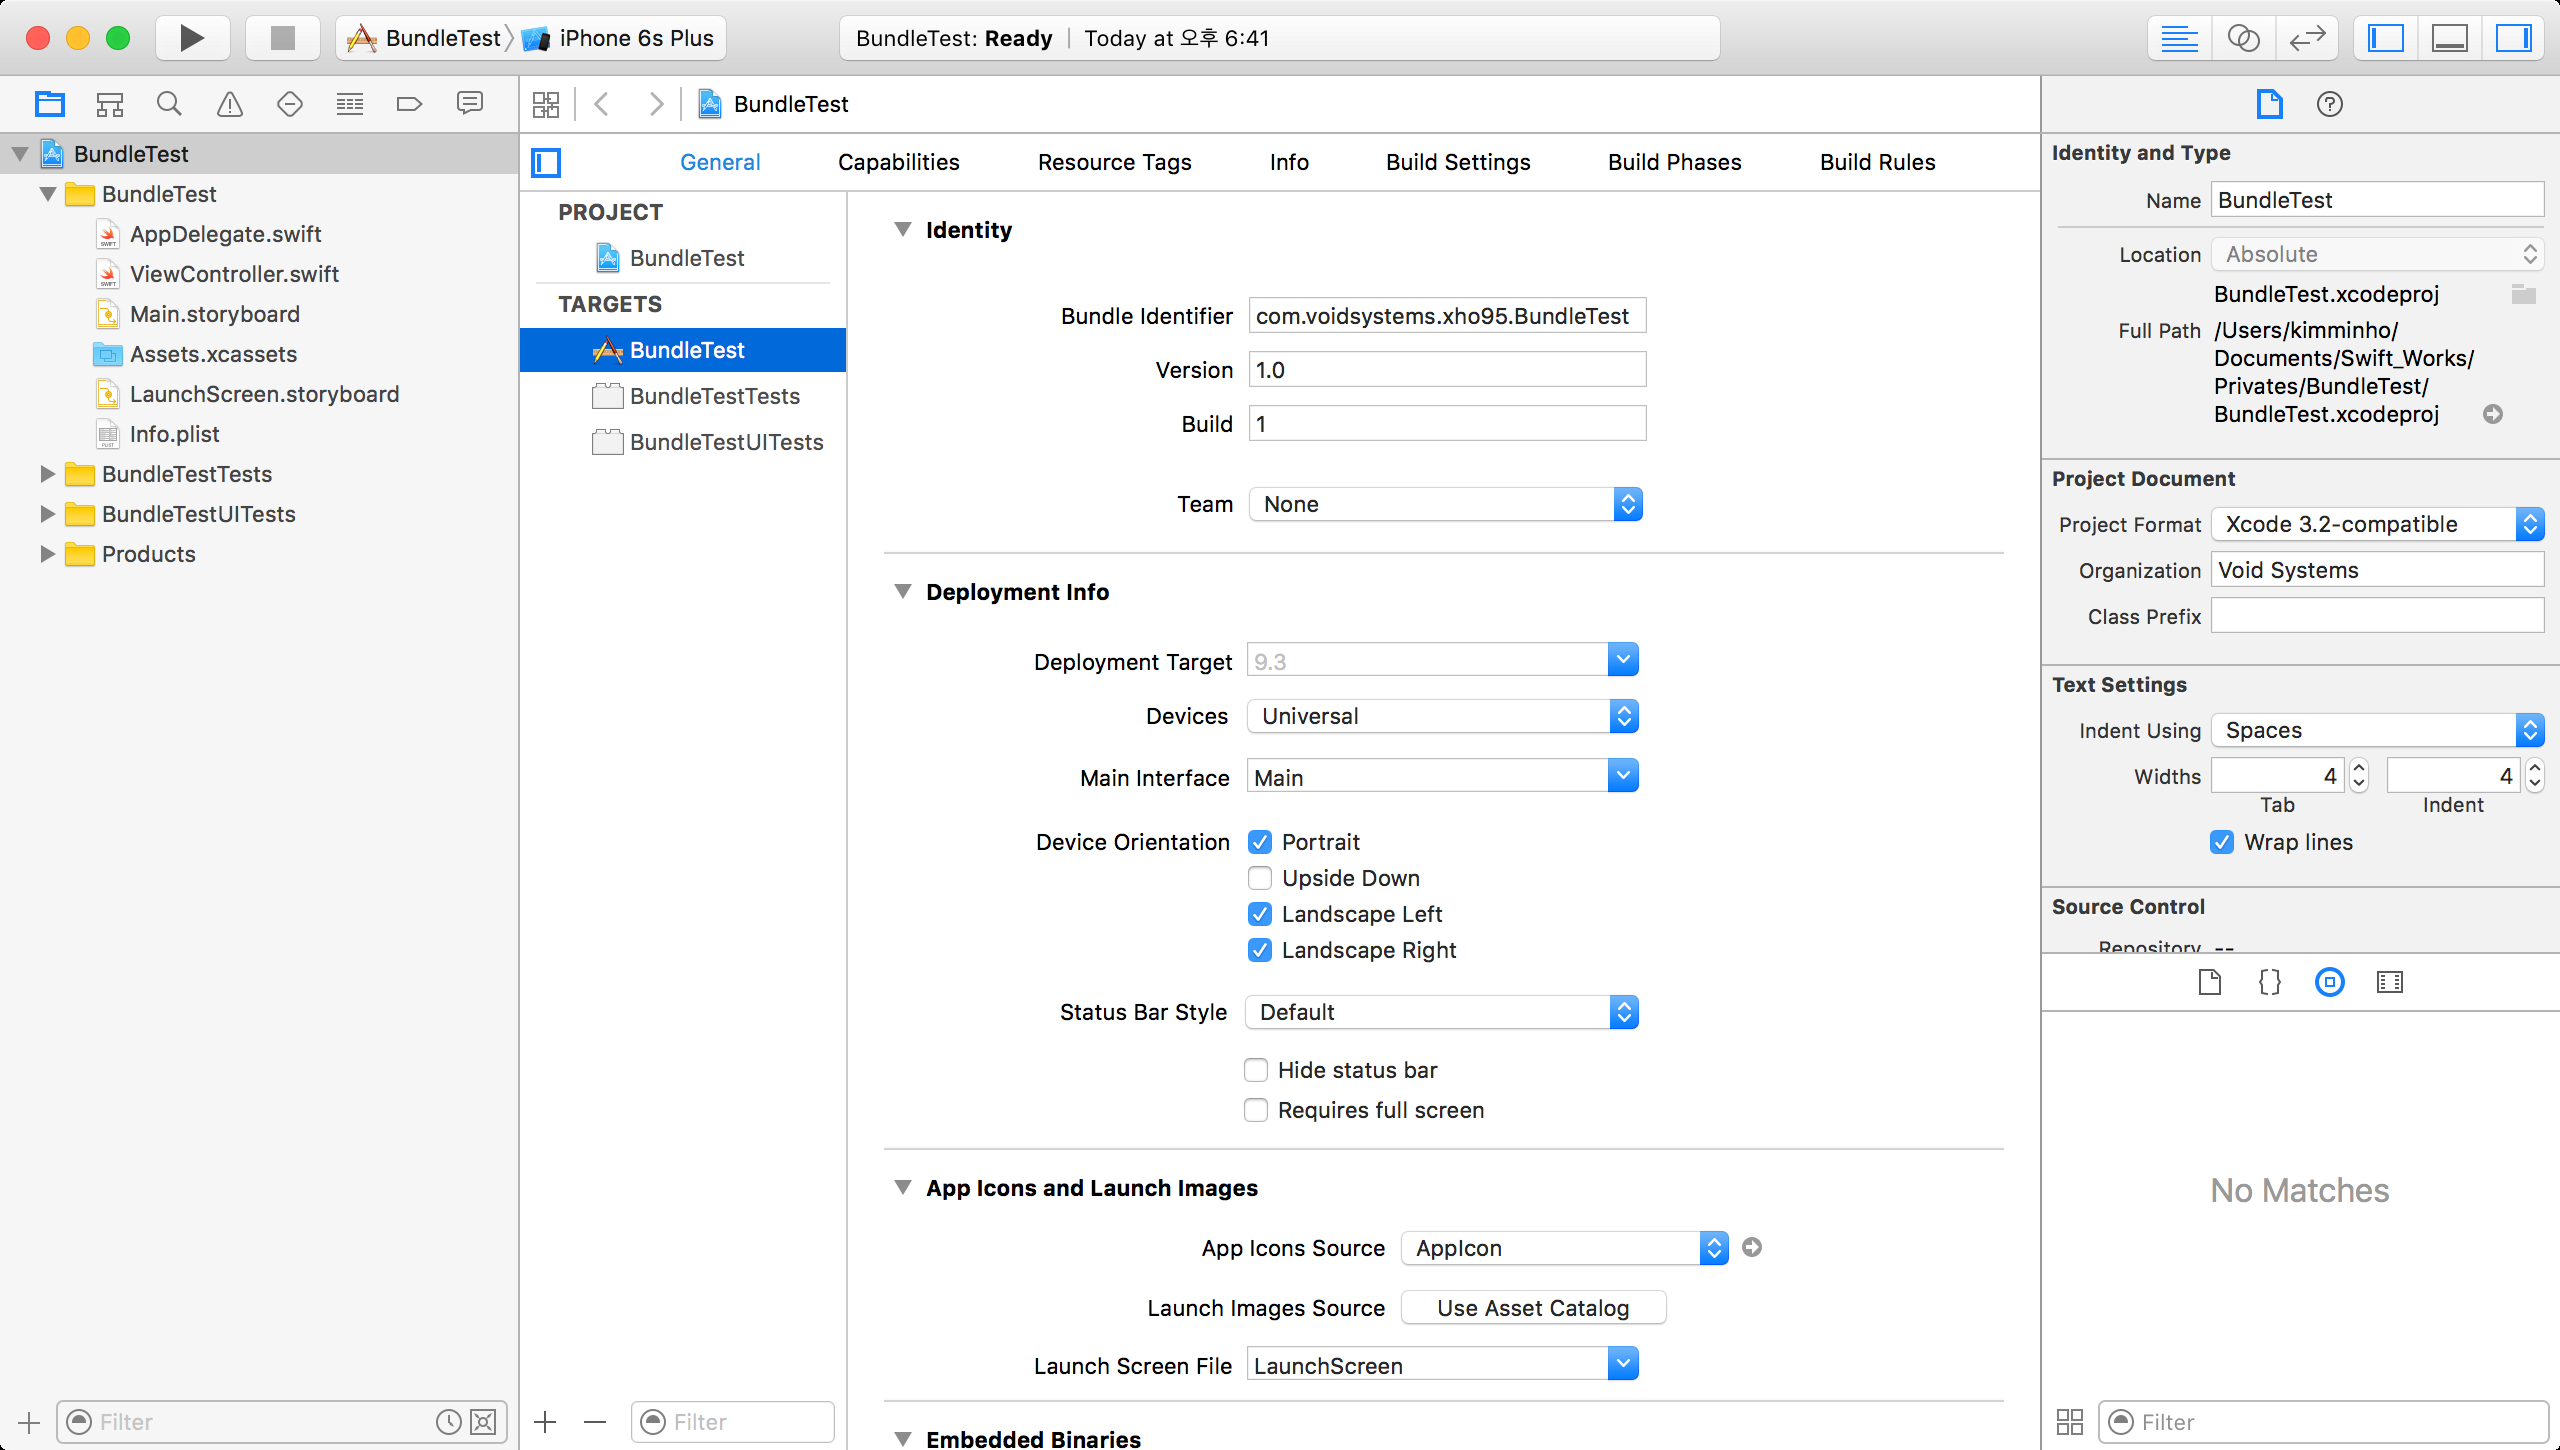 BundleTest iPhone 6s Plus
BundleTest: Ready Today at 오후 6:41
BundleTest
BundleTest
AppDelegate.swift
ViewController.swift
Main.storyboard
Assets.xcassets
LaunchScreen.storyboard
Info.plist
BundleTestTests
BundleTestUITests
Products
Filter
BundleTest
General Capabilities Resource Tags Info Build Settings Build Phases Build Rules
PROJECT
BundleTest
TARGETS
BundleTest
BundleTestTests
BundleTestUITests
Filter
Identity
Bundle Identifier com.voidsystems.xho95.BundleTest
Version 1.0
Build 1
Team None
Deployment Info
Deployment Target 9.3
Devices Universal
Main Interface Main
Device Orientation Portrait
Upside Down
Landscape Left
Landscape Right
Status Bar Style Default
Hide status bar
Requires full screen
App Icons and Launch Images
App Icons Source AppIcon
Launch Images Source Use Asset Catalog
Launch Screen File LaunchScreen
Embedded Binaries
Identity and Type
Name BundleTest
Location Absolute
BundleTest.xcodeproj
Full Path /Users/kimminho/
Documents/Swift_Works/
Privates/BundleTest/
BundleTest.xcodeproj
Project Document
Project Format Xcode 3.2-compatible
Organization Void Systems
Class Prefix
Text Settings
Indent Using Spaces
Widths 4 4
Tab Indent
Wrap lines
Source Control
Repository --
No Matches
Filter